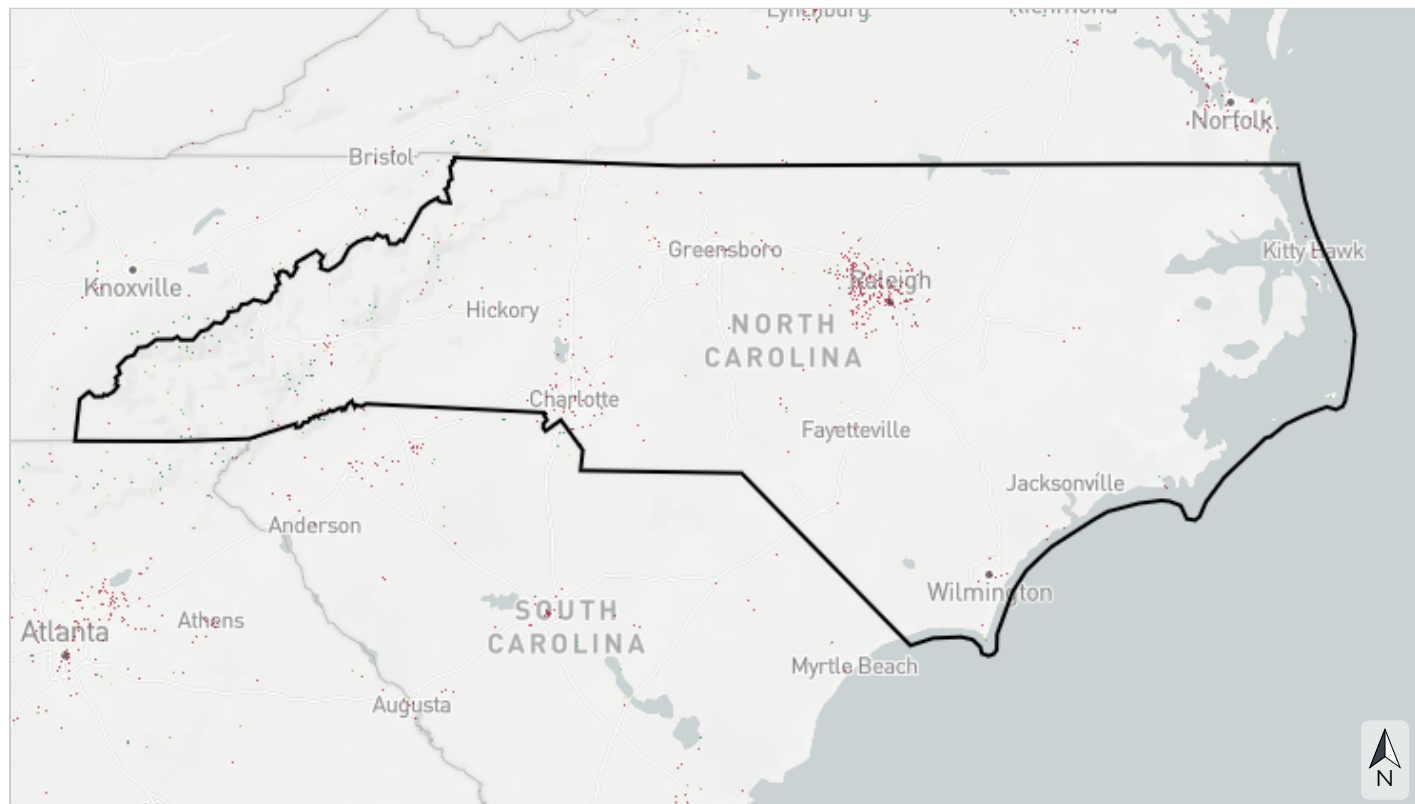 Lynchburg
Richmond
Norfolk
Bristol
Greensboro
Kitty Hawk
Knoxville
Raleigh
Hickory
NORTH
CAROLINA
Charlotte
Fayetteville
Jacksonville
Anderson
Wilmington
SOUTH
CAROLINA
Athens
Atlanta
Myrtle Beach
Augusta
N